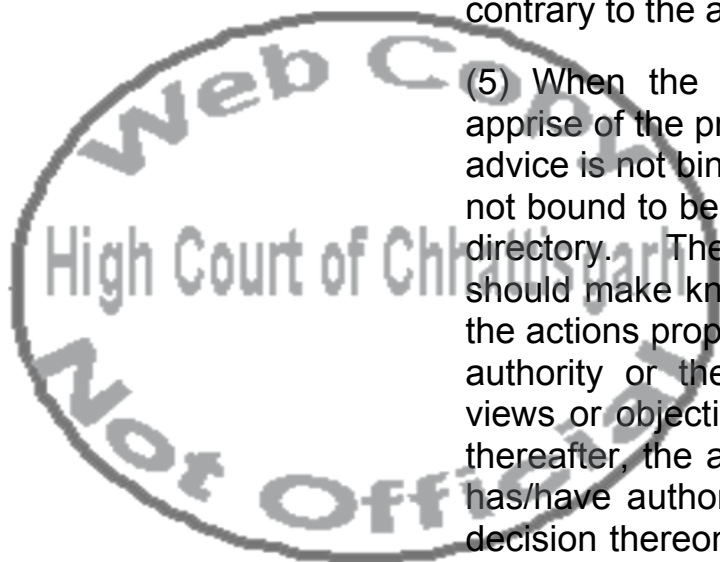 contrary to the a
(5) When the
apprise of the pr
advice is not bin
not bound to be
directory. The
should make kn
the actions prop
authority or the
views or objecti
thereafter, the a
has/have author
decision thereon
Web Copy
High Court of Chhattisgarh
Not Official